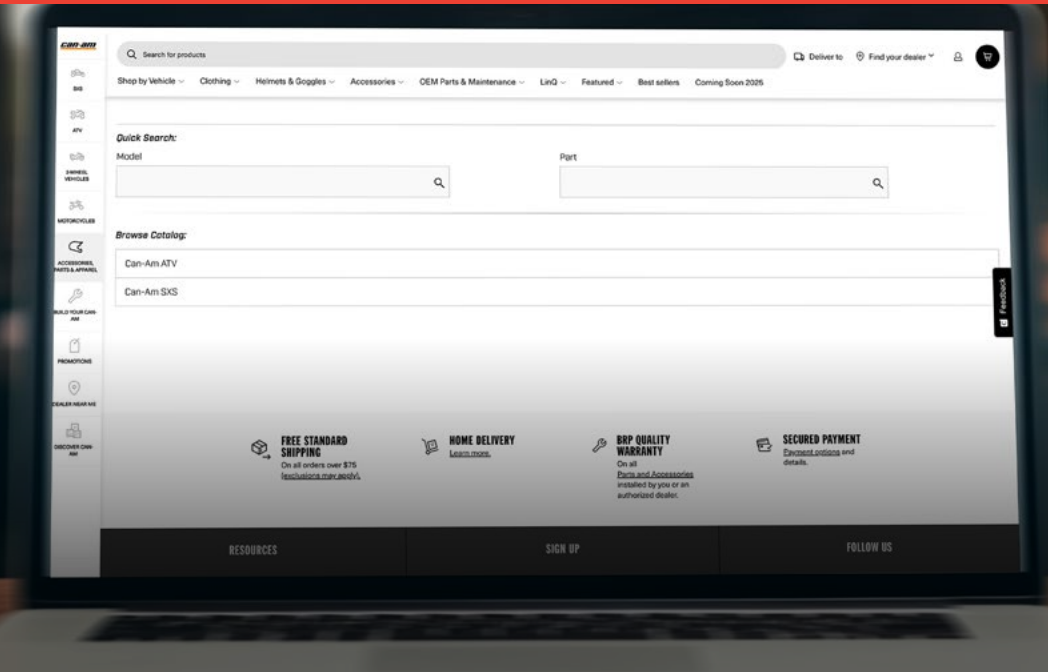 can-am
Search for products
Deliver to
Find your dealer
Shop by Vehicle
Clothing
Helmets & Goggles
Accessories
OEM Parts & Maintenance
LinQ
Featured
Best sellers
Coming Soon 2025
SXS
ATV
3-WHEEL
VEHICLES
MOTORCYCLES
ACCESSORIES,
PARTS & APPAREL
BUILD YOUR CAN-
AM
PROMOTIONS
DEALER NEAR ME
DISCOVER CAN-
AM
Quick Search:
Model
Part
Browse Catalog:
Can-Am ATV
Can-Am SXS
Feedback
FREE STANDARD
SHIPPING
On all orders over $75
(exclusions may apply).
HOME DELIVERY
Learn more.
BRP QUALITY
WARRANTY
On all
Parts and Accessories
installed by you or an
authorized dealer.
SECURED PAYMENT
Payment options and
details.
RESOURCES
SIGN UP
FOLLOW US